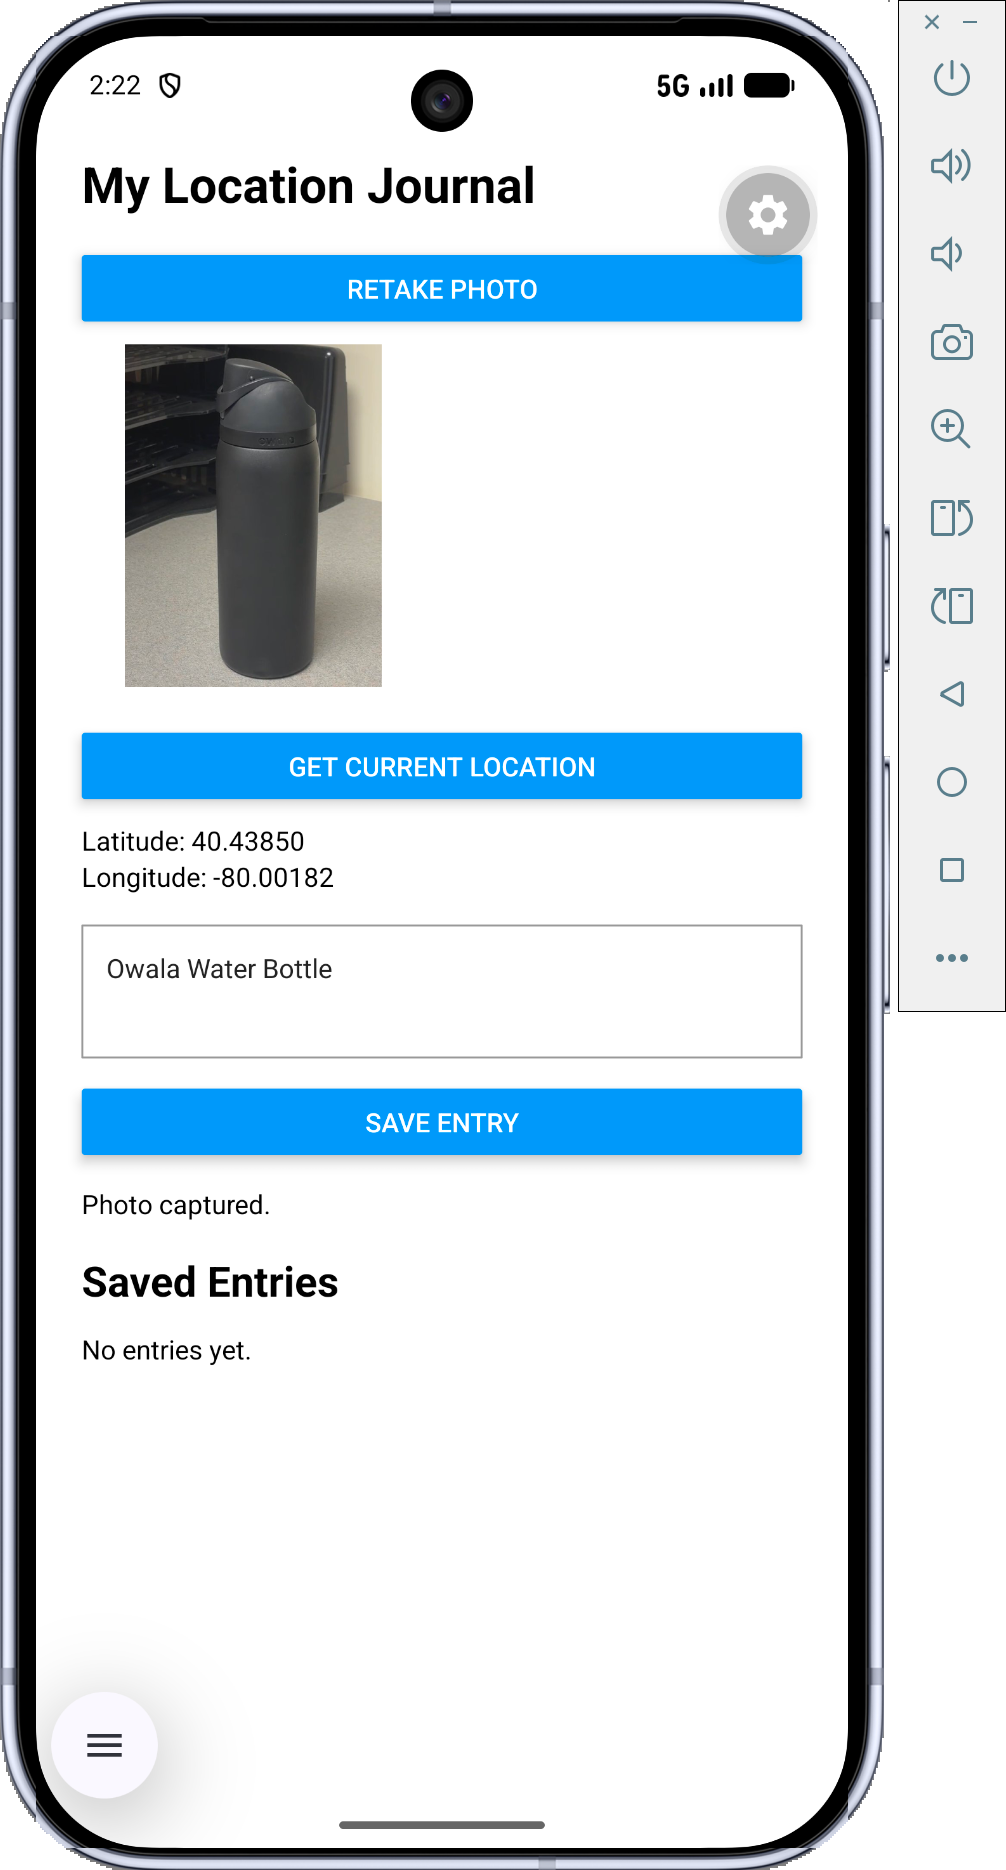 2:22 5G
My Location Journal
RETAKE PHOTO
GET CURRENT LOCATION
Latitude: 40.43850
Longitude: -80.00182
Owala Water Bottle
SAVE ENTRY
Photo captured.
Saved Entries
No entries yet.